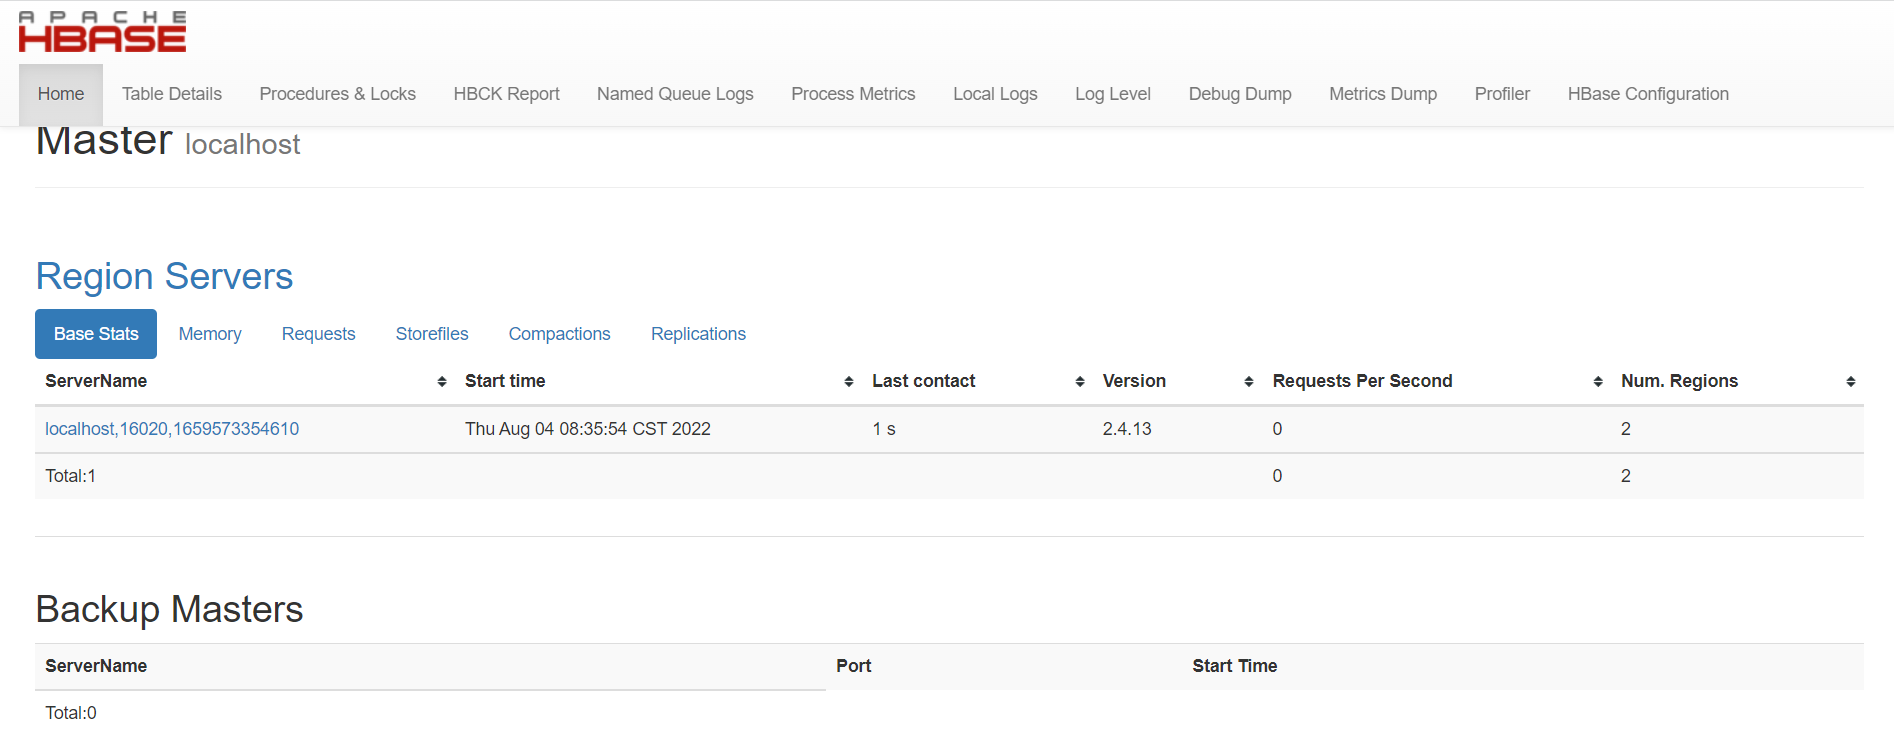 APACHE
HBASE
Home Table Details Procedures & Locks HBCK Report Named Queue Logs Process Metrics Local Logs Log Level Debug Dump Metrics Dump Profiler HBase Configuration
Master localhost
Region Servers
Base Stats Memory Requests Storefiles Compactions Replications
ServerName Start time Last contact Version Requests Per Second Num. Regions
localhost,16020,1659573354610 Thu Aug 04 08:35:54 CST 2022 1 s 2.4.13 0 2
Total:1 0 2
Backup Masters
ServerName Port Start Time
Total:0